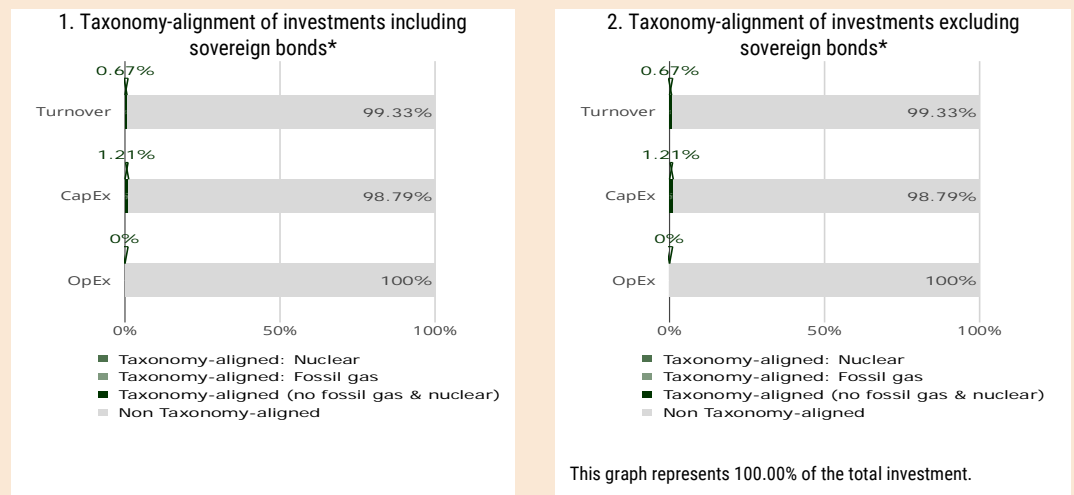 1. Taxonomy-alignment of investments including
sovereign bonds*
0.67%
Turnover 99.33%
1.21%
CapEx 98.79%
0%
OpEx 100%
0% 50% 100%
Taxonomy-aligned: Nuclear
Taxonomy-aligned: Fossil gas
Taxonomy-aligned (no fossil gas & nuclear)
Non Taxonomy-aligned
2. Taxonomy-alignment of investments excluding
sovereign bonds*
0.67%
Turnover 99.33%
1.21%
CapEx 98.79%
0%
OpEx 100%
0% 50% 100%
Taxonomy-aligned: Nuclear
Taxonomy-aligned: Fossil gas
Taxonomy-aligned (no fossil gas & nuclear)
Non Taxonomy-aligned
This graph represents 100.00% of the total investment.